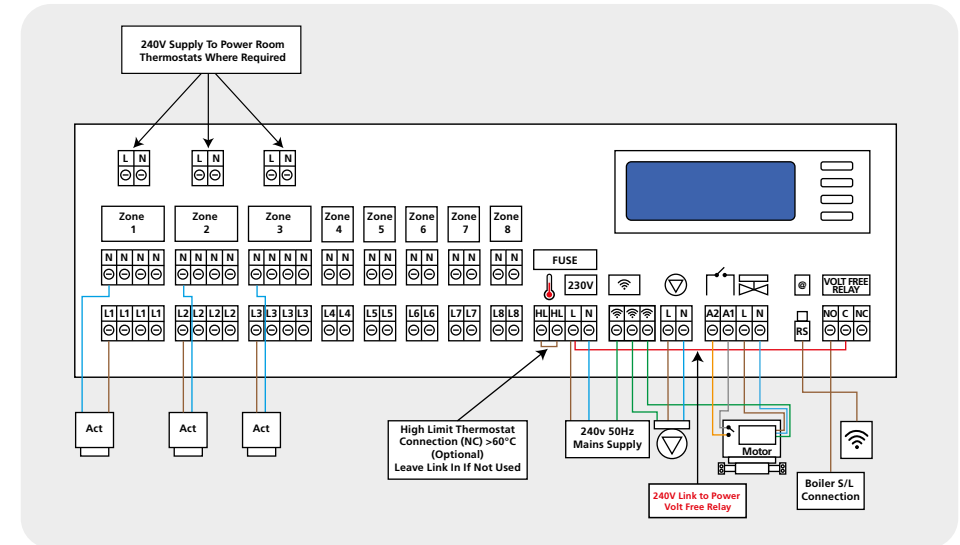 240V Supply To Power Room
Thermostats Where Required
L N L N L N
Zone 1 Zone 2 Zone 3 Zone 4 Zone 5 Zone 6 Zone 7 Zone 8
N N N N N N N N N N N N N N N N N N N N N N
FUSE
230V
@ VOLT FREE RELAY
L1 L1 L1 L1 L2 L2 L2 L2 L3 L3 L3 L3 L4 L4 L5 L5 L6 L6 L7 L7 L8 L8 HL HL L N L N A2 A1 L N RS NO C NC
Act Act Act
High Limit Thermostat
Connection (NC) >60°C
(Optional)
Leave Link In If Not Used
240v 50Hz
Mains Supply
Motor
240V Link to Power
Volt Free Relay
Boiler S/L
Connection